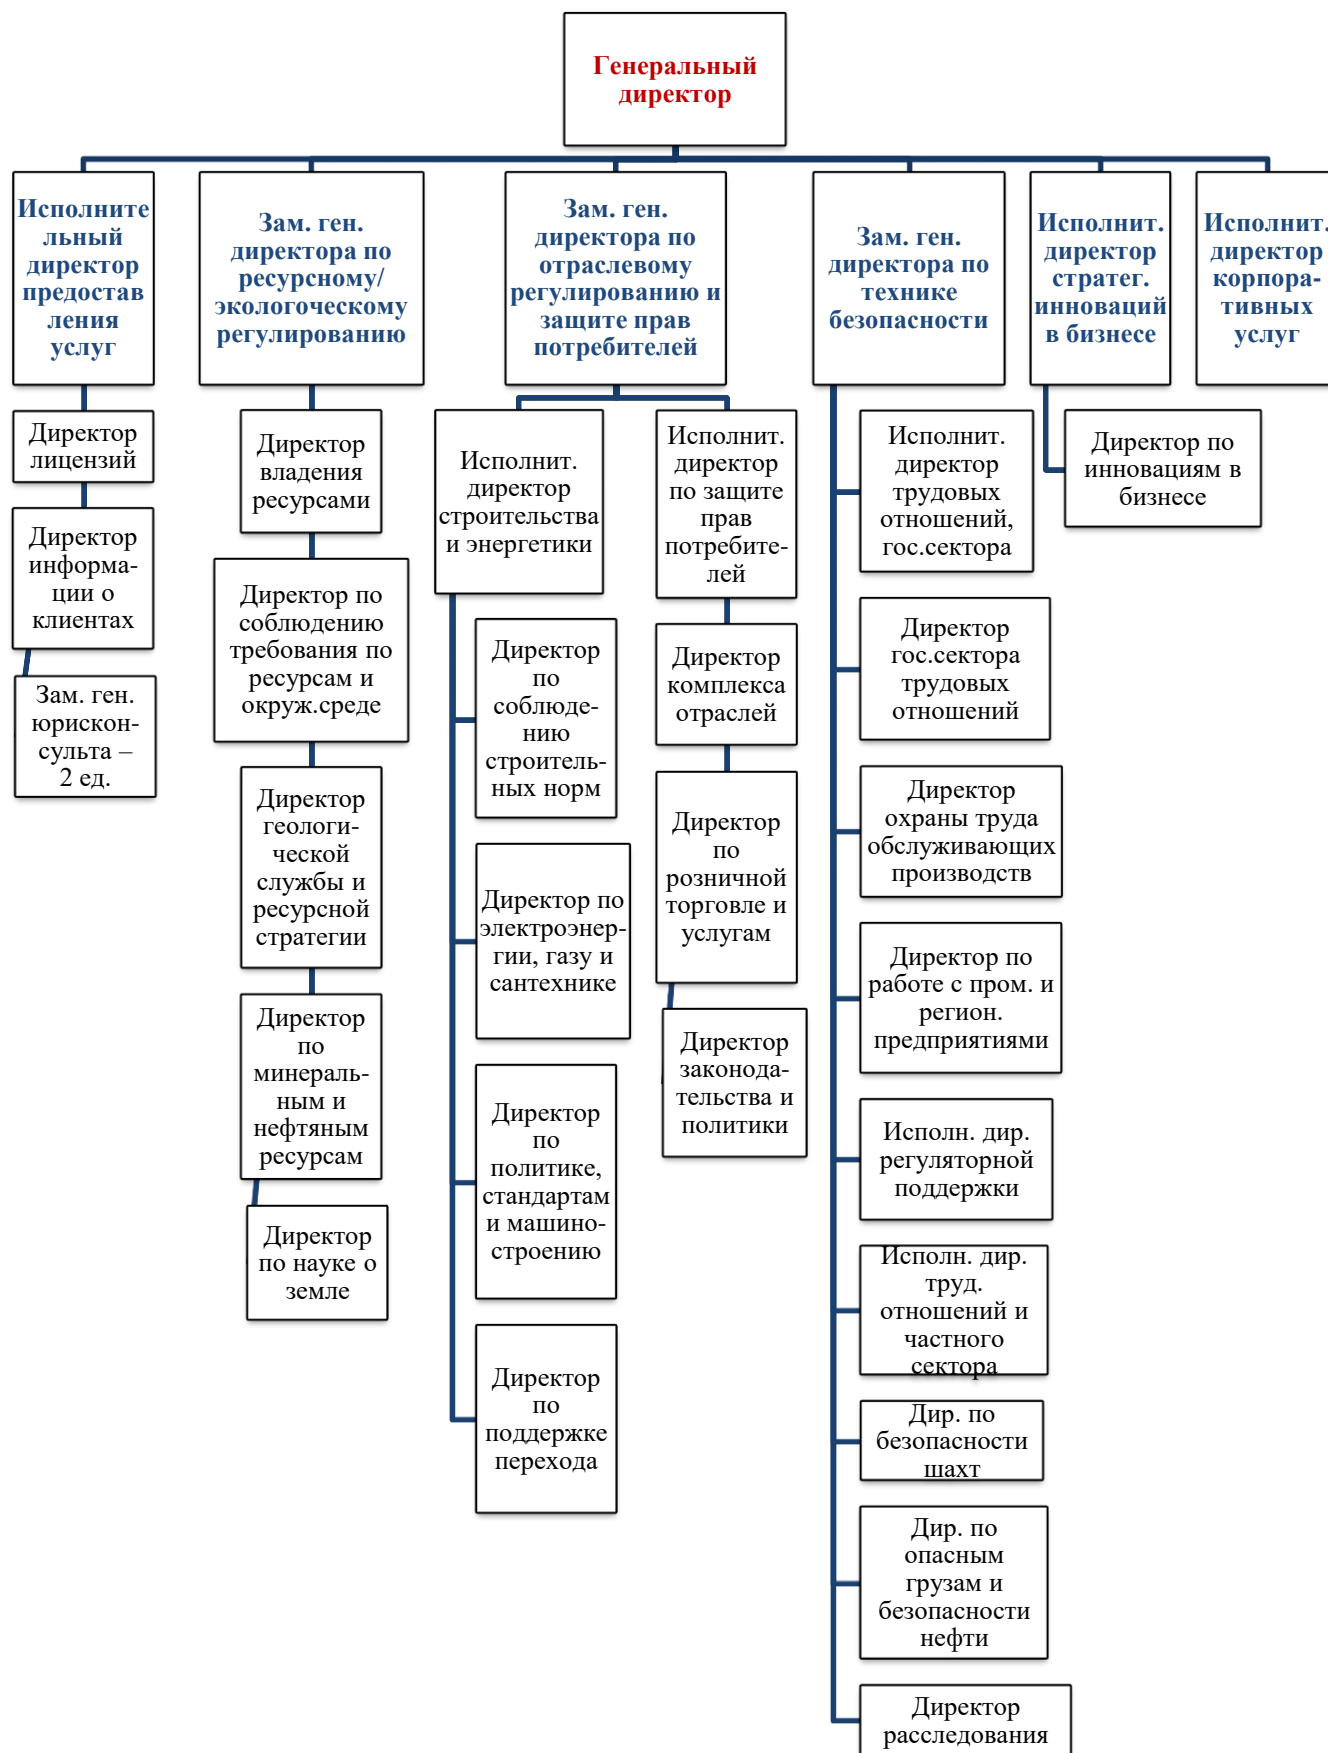 Генеральный
директор
Исполните
льный
директор
предостав
ления
услуг
Зам. ген.
директора по
ресурсному/
экологоческому
регулированию
Зам. ген.
директора по
отраслевому
регулированию и
защите прав
потребителей
Зам. ген.
директора по
технике
безопасности
Исполнит.
директор
стратег.
инноваций
в бизнесе
Исполнит.
директор
корпора-
тивных
услуг
Директор
лицензий
Директор
информа-
ции о
клиентах
Зам. ген.
юрискон-
сульта –
2 ед.
Директор
владения
ресурсами
Директор по
соблюдению
требования по
ресурсам и
окруж.среде
Директор
геологи-
ческой
службы и
ресурсной
стратегии
Директор
по
минераль-
ным и
нефтяным
ресурсам
Директор
по науке о
земле
Исполнит.
директор
строительства
и энергетики
Директор
по
соблюде-
нию
строитель-
ных норм
Директор по
электроэнер-
гии, газу и
сантехнике
Директор
по
политике,
стандартам
и машино-
строению
Директор
по
поддержке
перехода
Исполнит.
директор
по защите
прав
потребите-
лей
Директор
комплекса
отраслей
Директор
по
розничной
торговле и
услугам
Директор
законода-
тельства и
политики
Исполнит.
директор
трудовых
отношений,
гос.сектора
Директор
гос.сектора
трудовых
отношений
Директор
охраны труда
обслуживающих
производств
Директор по
работе с пром. и
регион.
предприятиями
Исполн. дир.
регуляторной
поддержки
Исполн. дир.
труд.
отношений и
частного
сектора
Дир. по
безопасности
шахт
Дир. по
опасным
грузам и
безопасности
нефти
Директор
расследования
Директор по
инновациям в
бизнесе